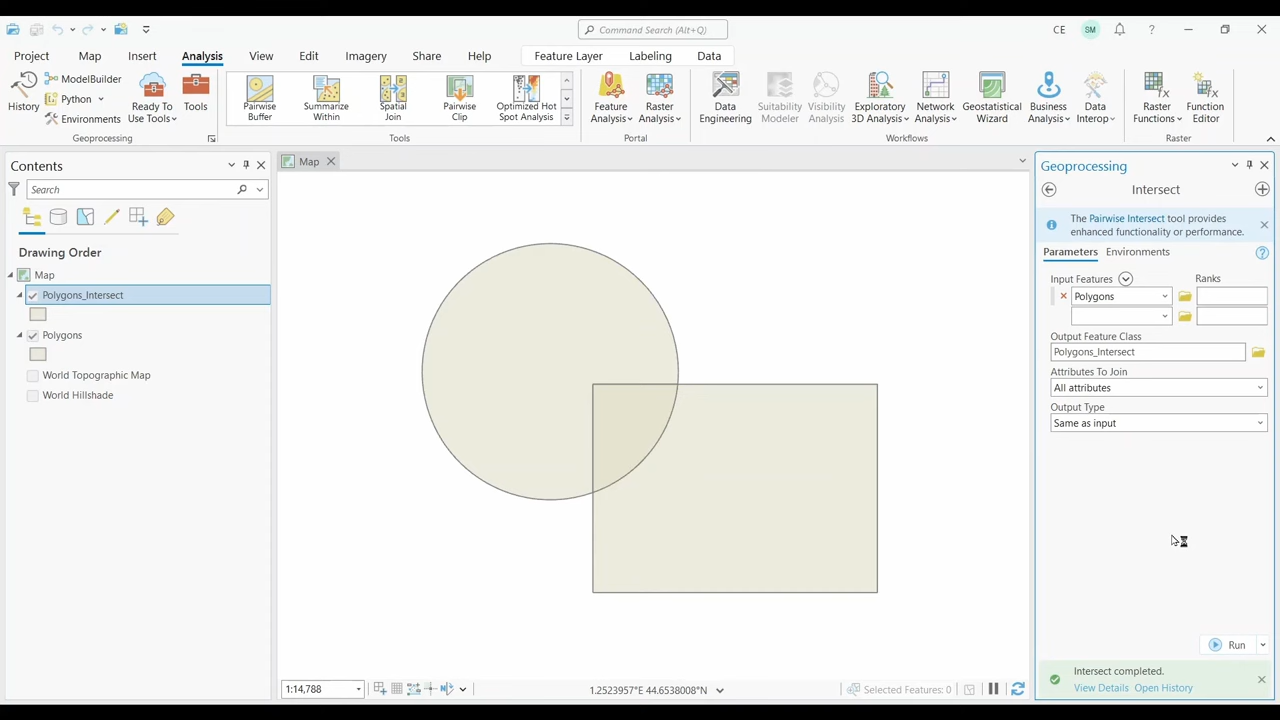 Command Search (Alt+Q)
CE
SM
?
Project Map Insert Analysis View Edit Imagery Share Help Feature Layer Labeling Data
History
ModelBuilder
Python
Environments
Ready To Use Tools
Tools
Geoprocessing
Pairwise Buffer
Summarize Within
Spatial Join
Pairwise Clip
Optimized Hot Spot Analysis
Tools
Feature Analysis
Raster Analysis
Portal
Data Engineering
Suitability Modeler
Visibility Analysis
Exploratory 3D Analysis
Network Analysis
Geostatistical Wizard
Business Analysis
Data Interop
Workflows
Raster Functions
Function Editor
Raster
Contents
Search
Drawing Order
Map
Polygons_Intersect
Polygons
World Topographic Map
World Hillshade
Map
1:14,788
1.2523957°E 44.6538008°N
Selected Features: 0
Geoprocessing
Intersect
The Pairwise Intersect tool provides
enhanced functionality or performance.
Parameters Environments
?
Input Features Ranks
Polygons
Output Feature Class
Polygons_Intersect
Attributes To Join
All attributes
Output Type
Same as input
Run
Intersect completed.
View Details Open History